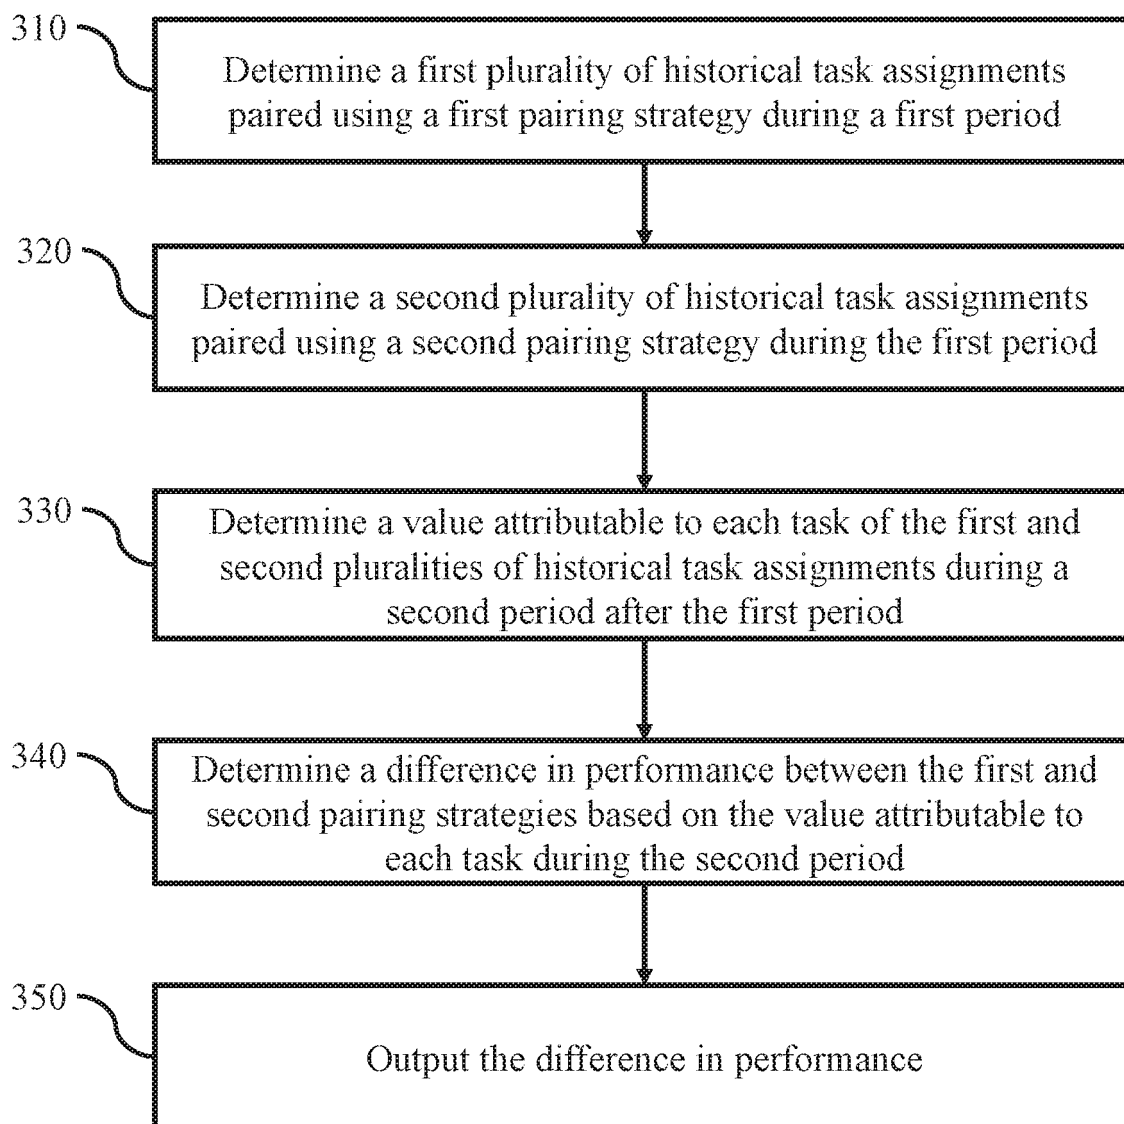 310
Determine a first plurality of historical task assignments
paired using a first pairing strategy during a first period
320
Determine a second plurality of historical task assignments
paired using a second pairing strategy during the first period
330
Determine a value attributable to each task of the first and
second pluralities of historical task assignments during a
second period after the first period
340
Determine a difference in performance between the first and
second pairing strategies based on the value attributable to
each task during the second period
350
Output the difference in performance